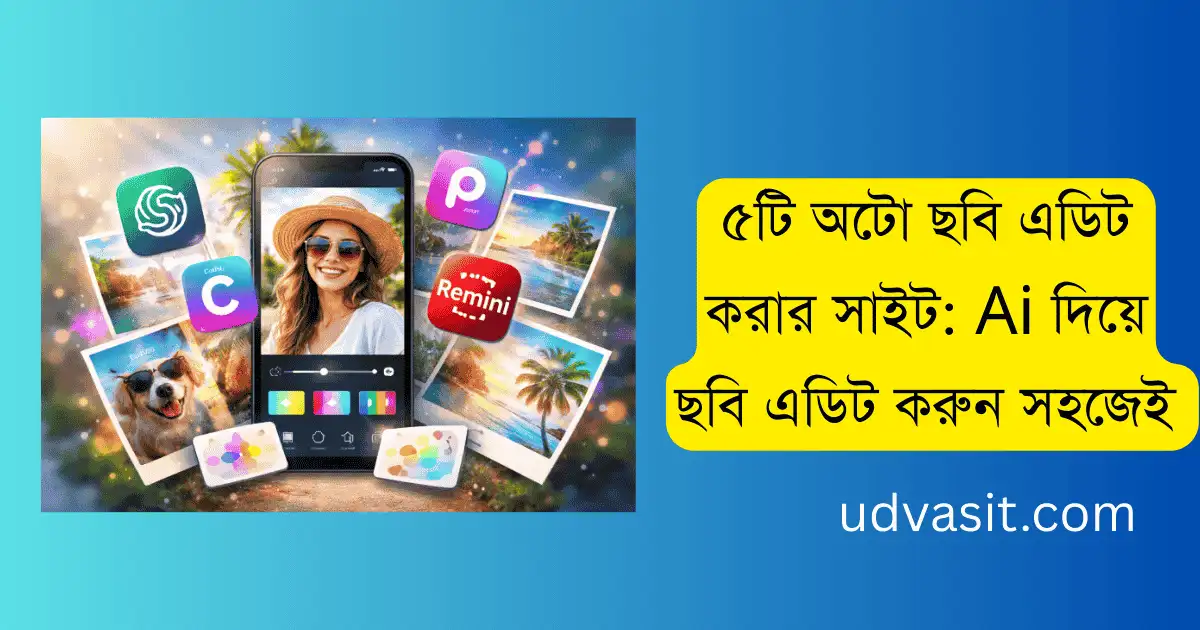 Remini
৫টি অটো ছবি এডিট
করার সাইট: Ai দিয়ে
ছবি এডিট করুন সহজেই
udvasit.com